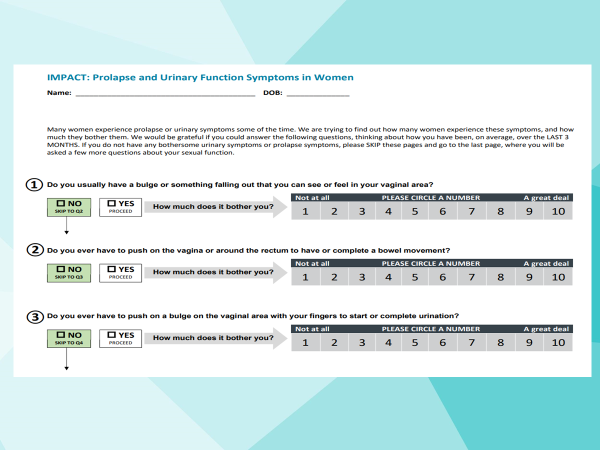 IMPACT: Prolapse and Urinary Function Symptoms in Women
Name: ______________________ DOB: ______________
Many women experience prolapse or urinary symptoms some of the time. We are trying to find out how many women experience these symptoms, and how
much they bother them. We would be grateful if you could answer the following questions, thinking about how you have been, on average, over the LAST 3
MONTHS. If you do not have any bothersome urinary symptoms or prolapse symptoms, please SKIP these pages and go to the last page, where you will be
asked a few more questions about your sexual function.
1 Do you usually have a bulge or something falling out that you can see or feel in your vaginal area?
NO
SKIP TO Q2
YES
PROCEED
How much does it bother you?
Not at all PLEASE CIRCLE A NUMBER A great deal
1 2 3 4 5 6 7 8 9 10
2 Do you ever have to push on the vagina or around the rectum to have or complete a bowel movement?
NO
SKIP TO Q3
YES
PROCEED
How much does it bother you?
Not at all PLEASE CIRCLE A NUMBER A great deal
1 2 3 4 5 6 7 8 9 10
3 Do you ever have to push on a bulge on the vaginal area with your fingers to start or complete urination?
NO
SKIP TO Q4
YES
PROCEED
How much does it bother you?
Not at all PLEASE CIRCLE A NUMBER A great deal
1 2 3 4 5 6 7 8 9 10